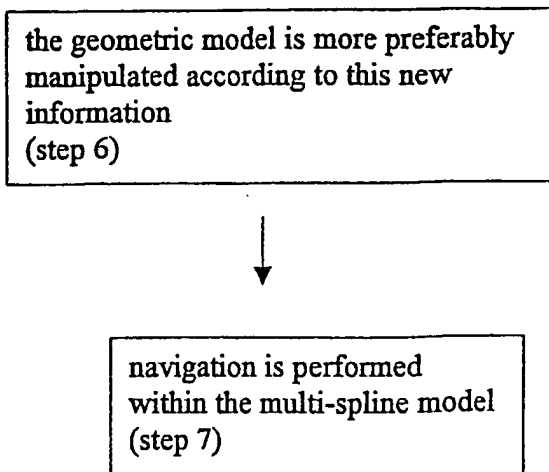 the geometric model is more preferably
manipulated according to this new
information
(step 6)
navigation is performed
within the multi-spline model
(step 7)